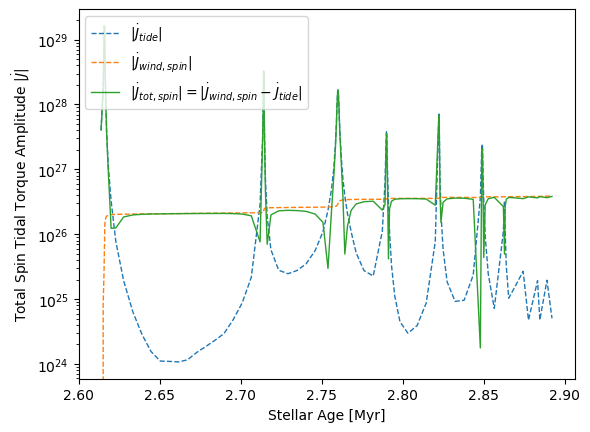 |J̇_tide|
|J̇_wind,spin|
|J̇_tot,spin| = |J̇_wind,spin − J̇_tide|
Total Spin Tidal Torque Amplitude |J̇|
10^29
10^28
10^27
10^26
10^25
10^24
2.60 2.65 2.70 2.75 2.80 2.85 2.90
Stellar Age [Myr]